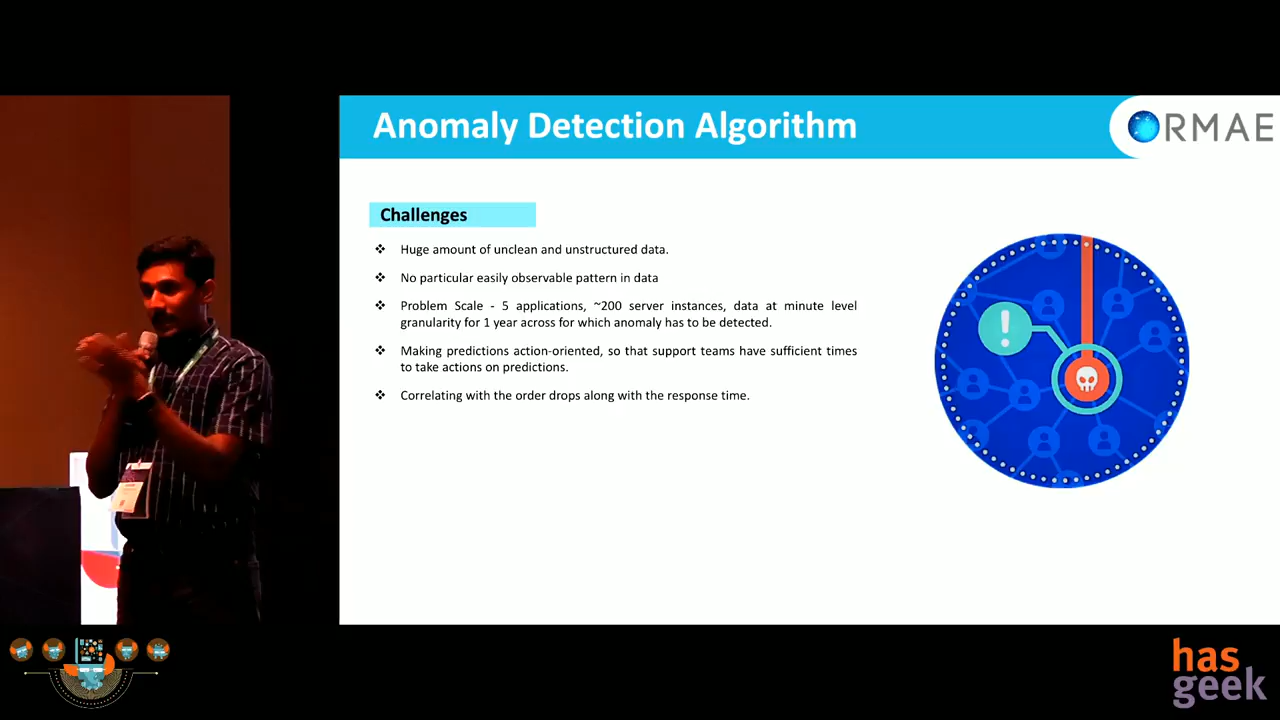 Anomaly Detection Algorithm
ORMAE
Challenges
❖ Huge amount of unclean and unstructured data.
❖ No particular easily observable pattern in data
❖ Problem Scale - 5 applications, ~200 server instances, data at minute level
granularity for 1 year across for which anomaly has to be detected.
❖ Making predictions action-oriented, so that support teams have sufficient times
to take actions on predictions.
❖ Correlating with the order drops along with the response time.
!
has
geek